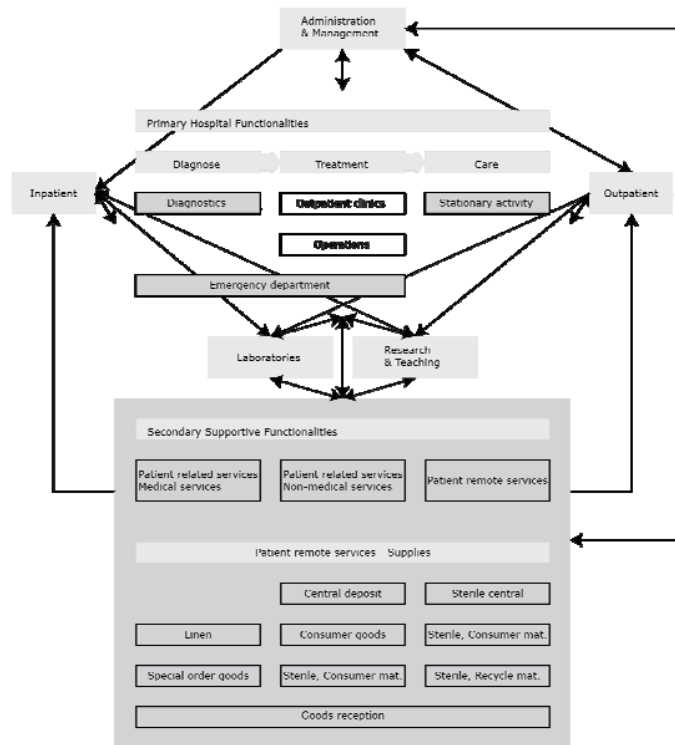 Administration
& Management
Primary Hospital Functionalities
Diagnose
Treatment
Care
Inpatient
Outpatient
Diagnostics
Outpatient clinics
Stationary activity
Operations
Emergency department
Laboratories
Research
& Teaching
Secondary Supportive Functionalities
Patient related services
Medical services
Patient related services
Non-medical services
Patient remote services
Patient remote services Supplies
Central deposit
Sterile central
Linen
Consumer goods
Sterile, Consumer mat.
Special order goods
Sterile, Consumer mat.
Sterile, Recycle mat.
Goods reception